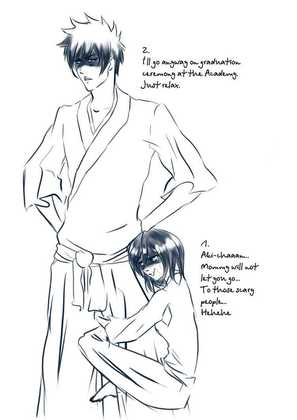 2.
I'll go anyway on graduation
ceremony at the Academy.
Just relax.
1.
Aki-chaaan...
Mommy will not
let you go...
To those scary
people...
Hehehe